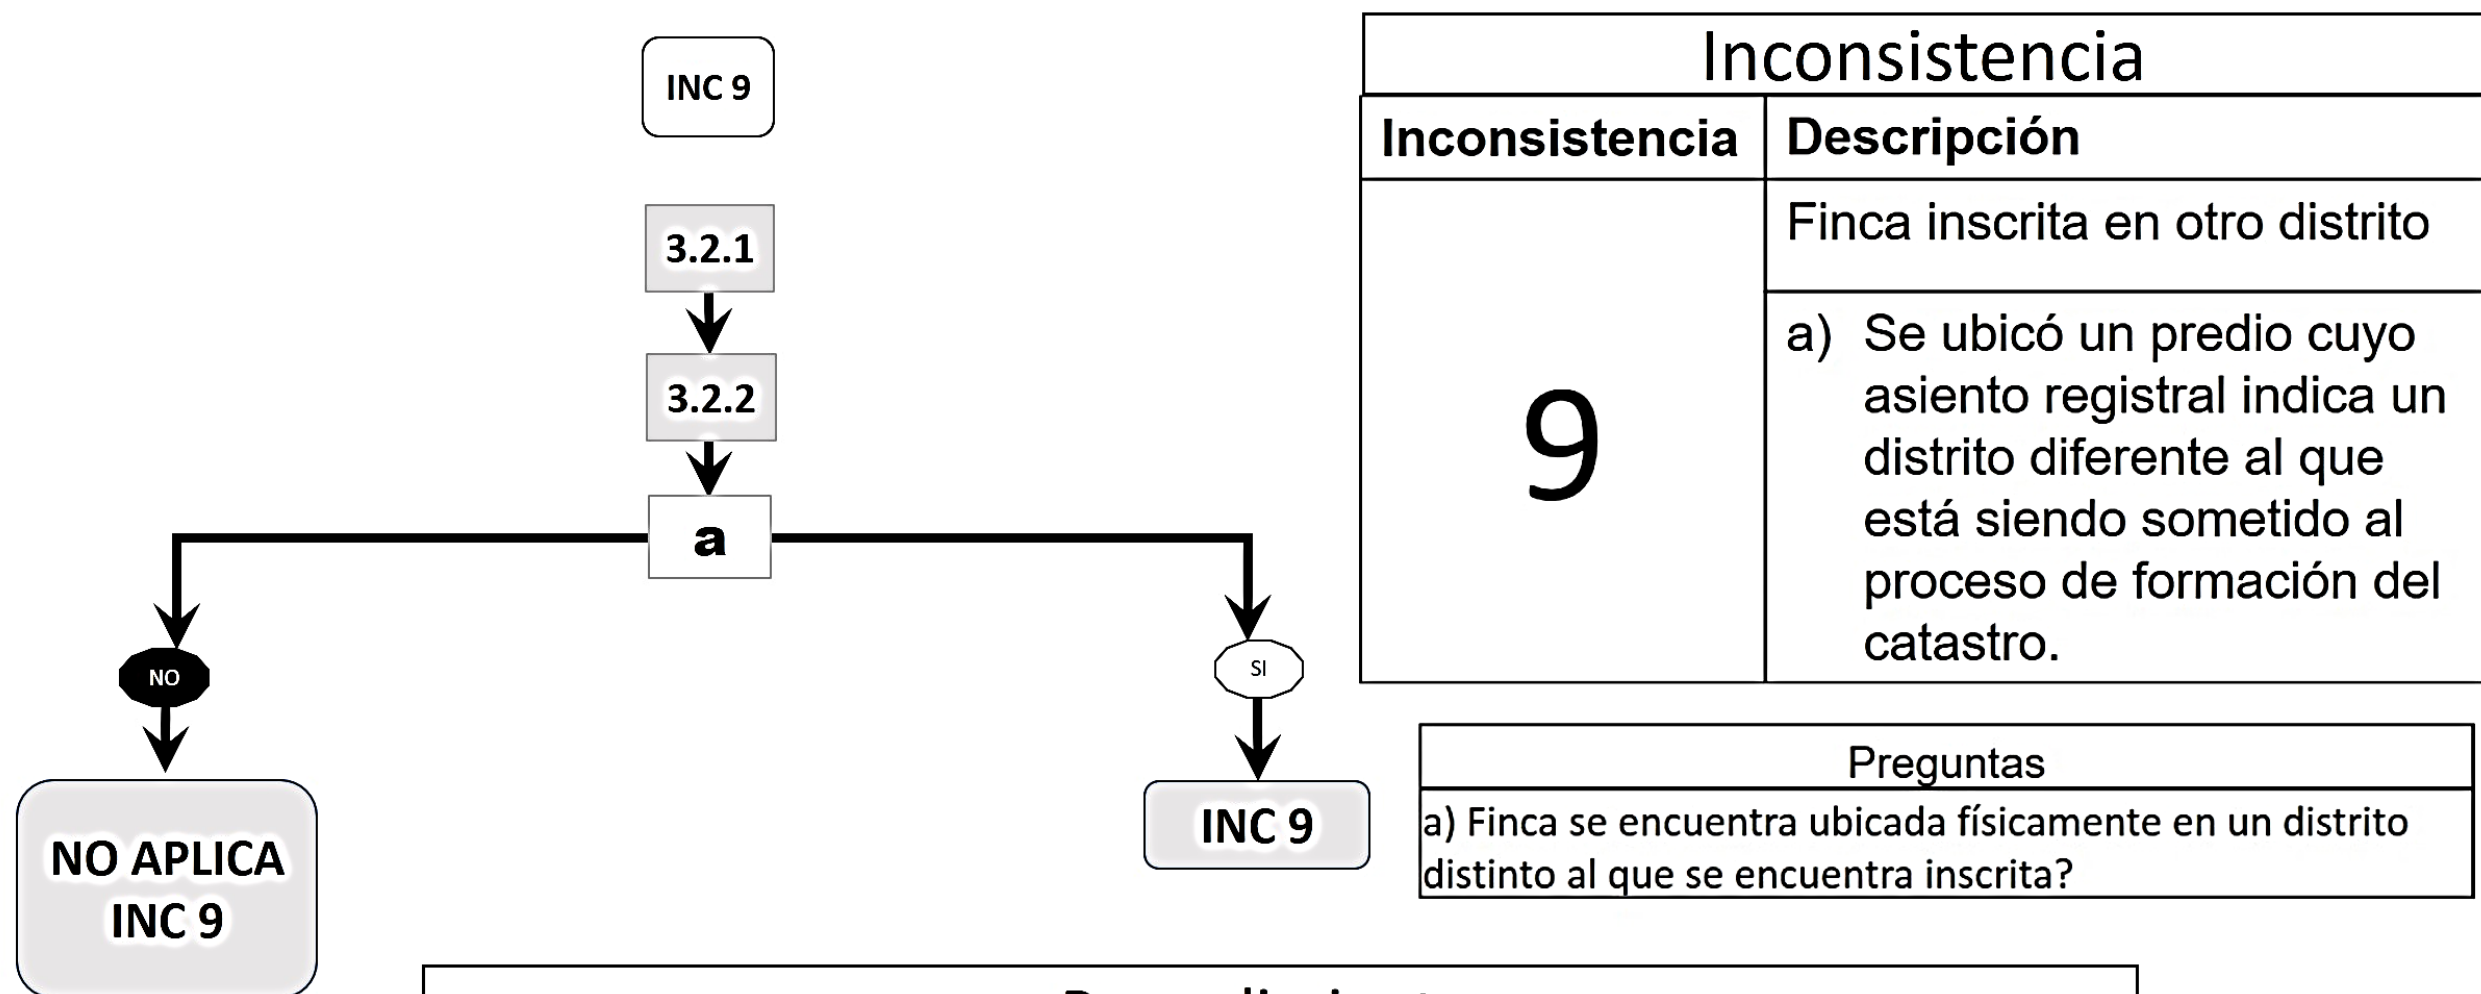 INC 9
3.2.1
3.2.2
a
NO
SI
NO APLICA
INC 9
INC 9
Inconsistencia
Inconsistencia
Descripción
9
Finca inscrita en otro distrito
a) Se ubicó un predio cuyo
asiento registral indica un
distrito diferente al que
está siendo sometido al
proceso de formación del
catastro.
Preguntas
a) Finca se encuentra ubicada físicamente en un distrito
distinto al que se encuentra inscrita?